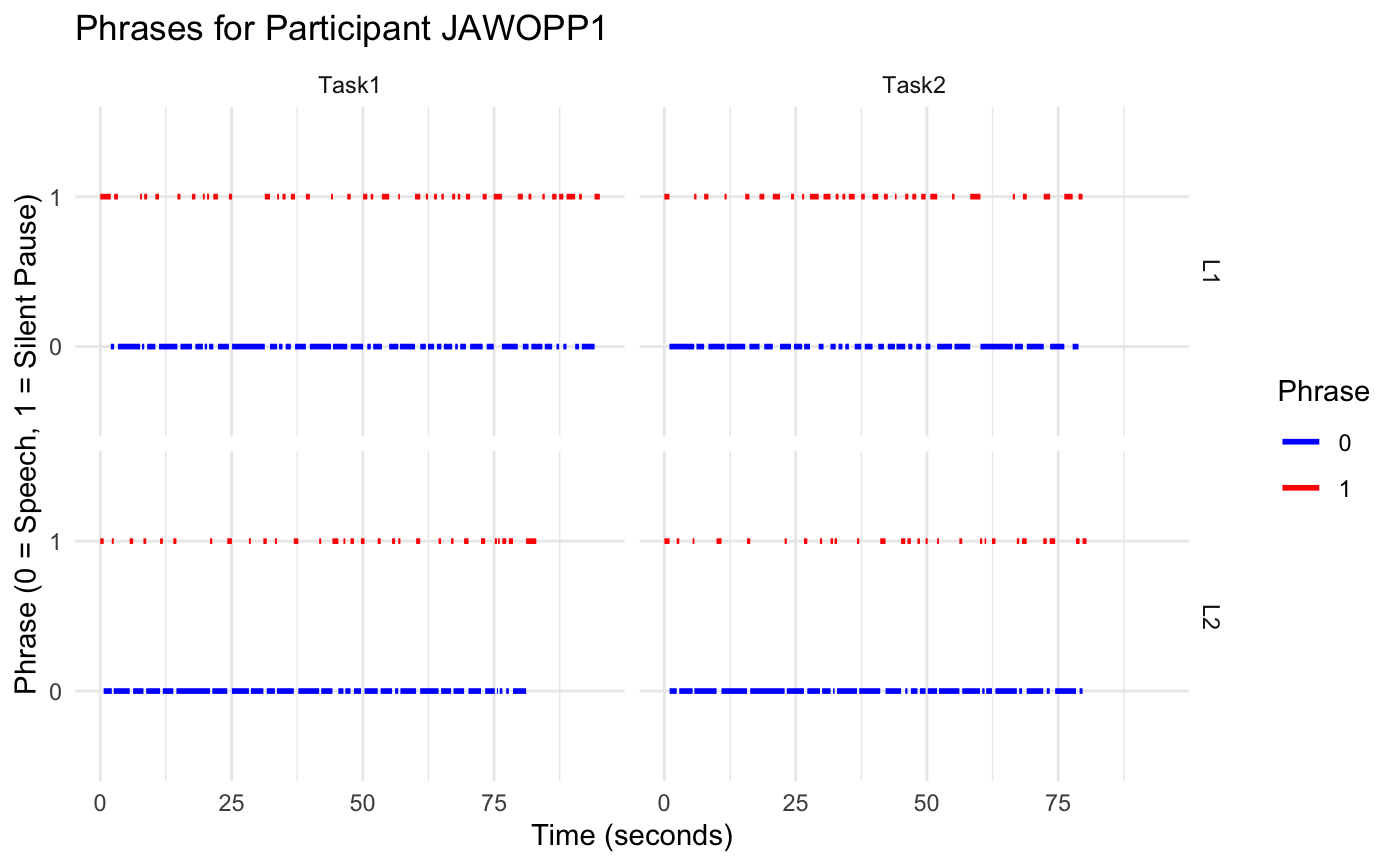 Phrases for Participant JAWOPP1
Task1
Task2
Phrase (0 = Speech, 1 = Silent Pause)
1
0
L1
1
0
L2
0
25
50
75
0
25
50
75
Time (seconds)
Phrase
0
1